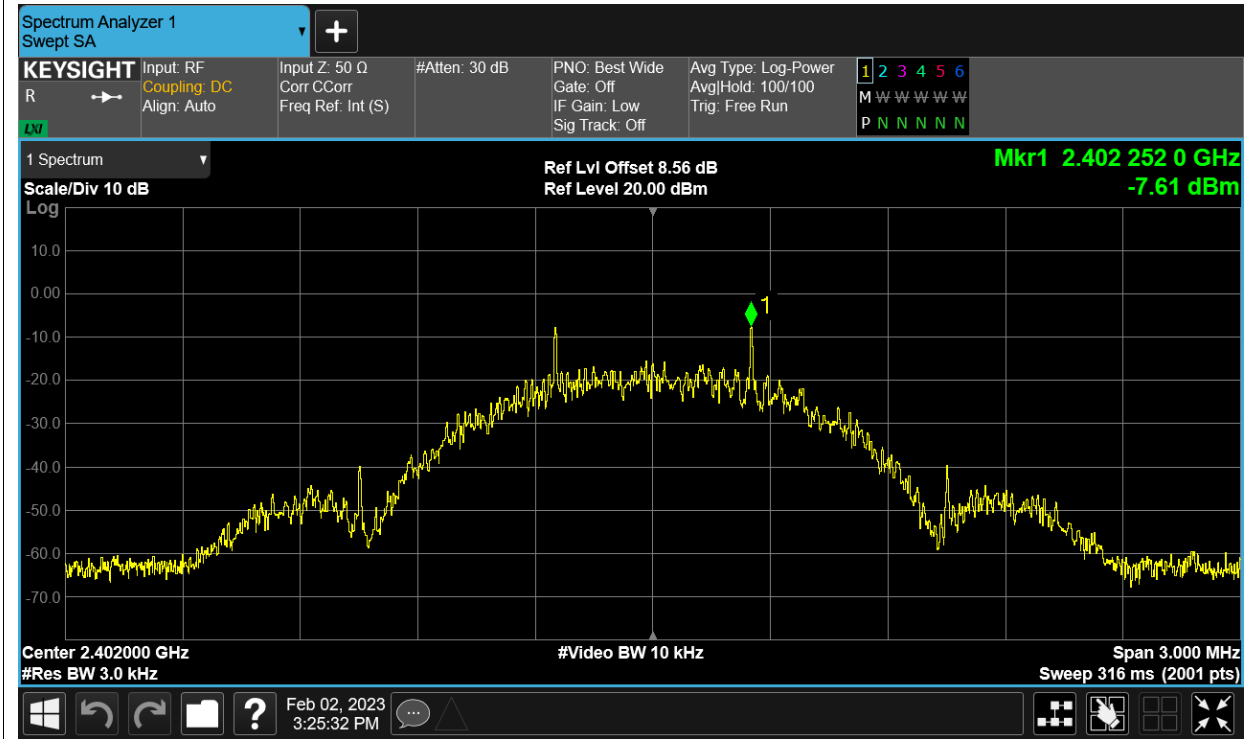 Spectrum Analyzer 1
Swept SA
+
KEYSIGHT
R
LXI
Input: RF
Coupling: DC
Align: Auto
Input Z: 50 Ω
Corr CCorr
Freq Ref: Int (S)
#Atten: 30 dB
PNO: Best Wide
Gate: Off
IF Gain: Low
Sig Track: Off
Avg Type: Log-Power
Avg|Hold: 100/100
Trig: Free Run
1 2 3 4 5 6
M W W W W W
P N N N N N
1 Spectrum
Scale/Div 10 dB
Log
Ref Lvl Offset 8.56 dB
Ref Level 20.00 dBm
Mkr1 2.402 252 0 GHz
-7.61 dBm
10.0
0.00
-10.0
-20.0
-30.0
-40.0
-50.0
-60.0
-70.0
1
Center 2.402000 GHz
#Res BW 3.0 kHz
#Video BW 10 kHz
Span 3.000 MHz
Sweep 316 ms (2001 pts)
?
Feb 02, 2023
3:25:32 PM